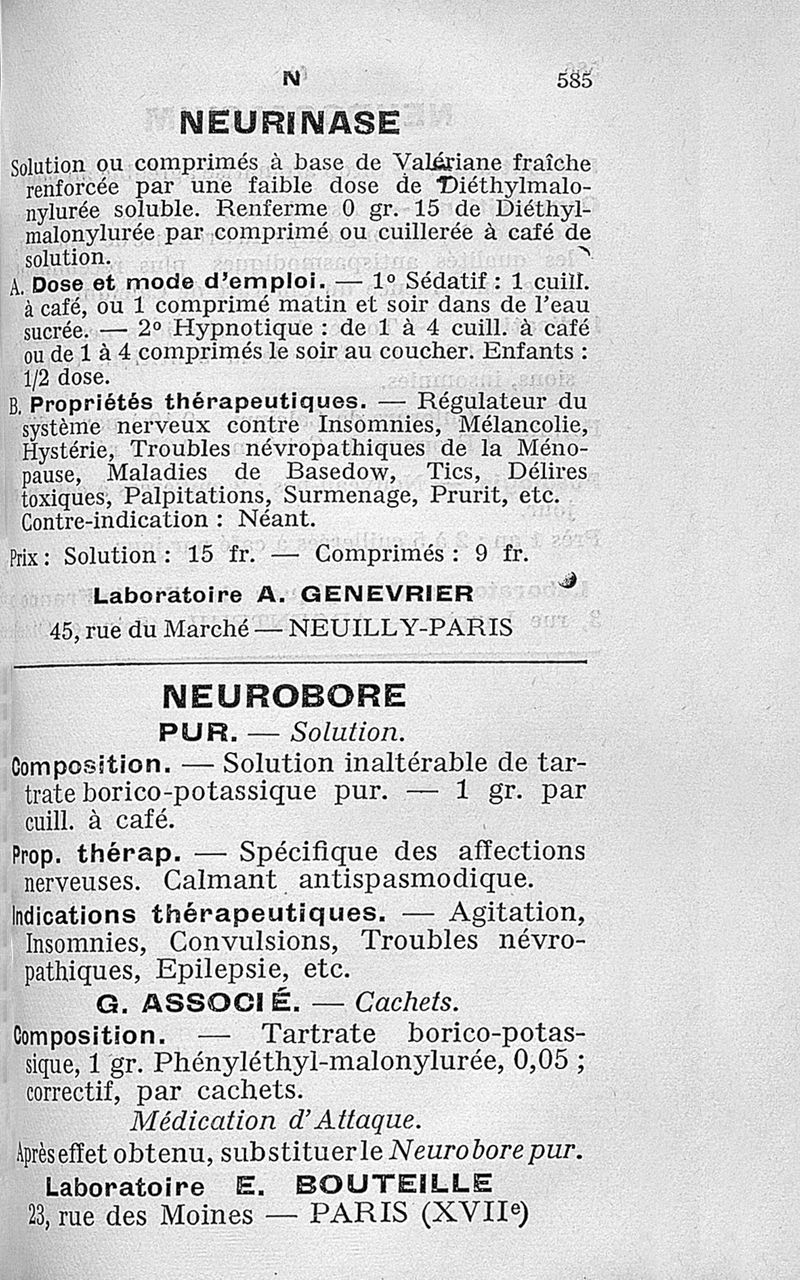 N 585
NEURINASE
Solution ou comprimés à base de Valériane fraîche
renforcée par une faible dose de Diéthylmalo-
nylurée soluble. Renferme 0 gr. 15 de Diéthyl-
malonylurée par comprimé ou cuillerée à café de
solution.
A. Dose et mode d'emploi. — 1° Sédatif : 1 cuill.
à café, ou 1 comprimé matin et soir dans de l'eau
sucrée. — 2° Hypnotique : de 1 à 4 cuill. à café
ou de 1 à 4 comprimés le soir au coucher. Enfants :
1/2 dose.
B. Propriétés thérapeutiques. — Régulateur du
système nerveux contre Insomnies, Mélancolie,
Hystérie, Troubles névropathiques de la Méno-
pause, Maladies de Basedow, Tics, Délires
toxiques, Palpitations, Surmenage, Prurit, etc.
Contre-indication : Néant.
Prix : Solution : 15 fr. — Comprimés : 9 fr.
Laboratoire A. GENEVRIER
45, rue du Marché — NEUILLY-PARIS
NEUROBORE
PUR. — Solution.
Composition. — Solution inaltérable de tar-
trate borico-potassique pur. — 1 gr. par
cuill. à café.
Prop. thérap. — Spécifique des affections
nerveuses. Calmant antispasmodique.
Indications thérapeutiques. — Agitation,
Insomnies, Convulsions, Troubles névro-
pathiques, Epilepsie, etc.
G. ASSOCIÉ. — Cachets.
Composition. — Tartrate borico-potas-
sique, 1 gr. Phényléthyl-malonylurée, 0,05 ;
correctif, par cachets.
Médication d'Attaque.
Après effet obtenu, substituer le Neurobore pur.
Laboratoire E. BOUTEILLE
23, rue des Moines — PARIS (XVIIe)